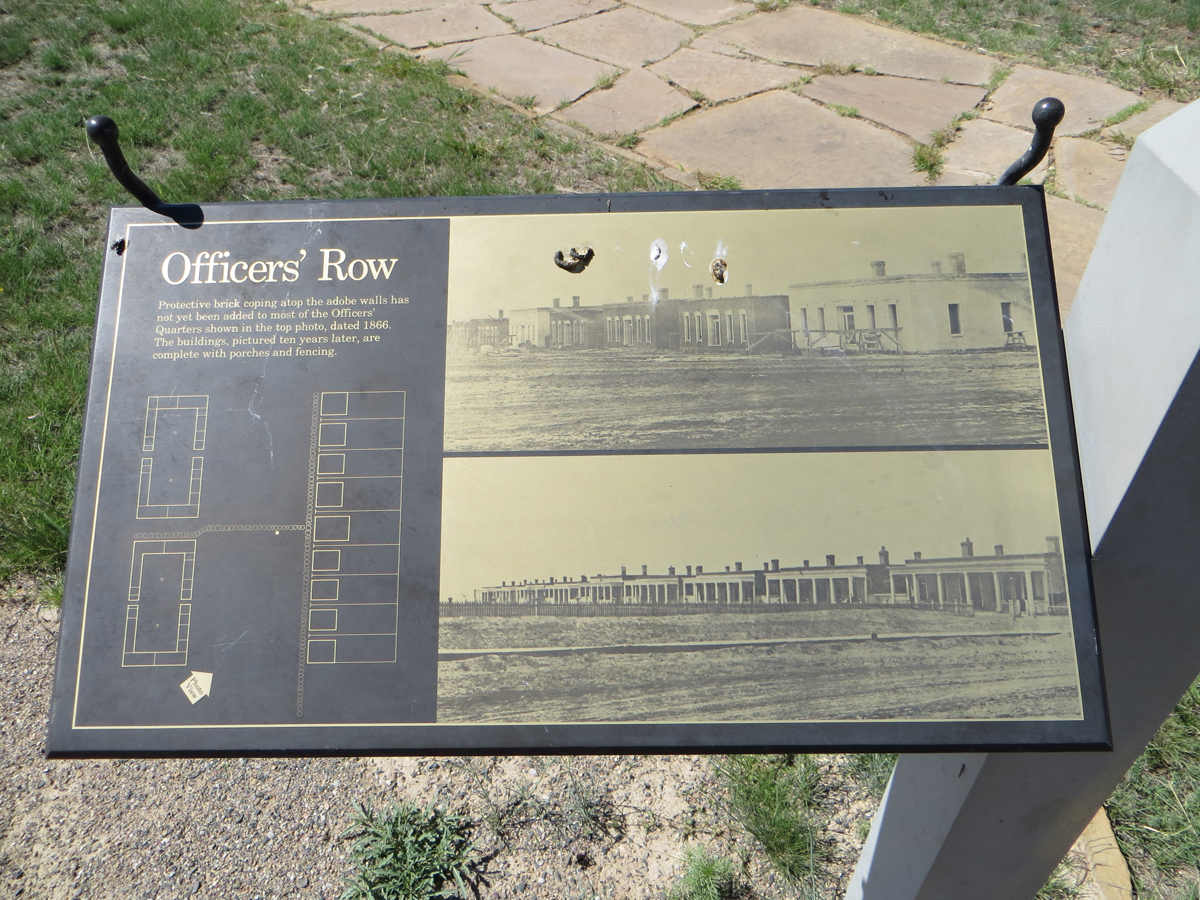 Officers' Row
Protective brick coping atop the adobe walls has
not yet been added to most of the Officers'
Quarters shown in the top photo, dated 1866.
The buildings, pictured ten years later, are
complete with porches and fencing.
Photo
View